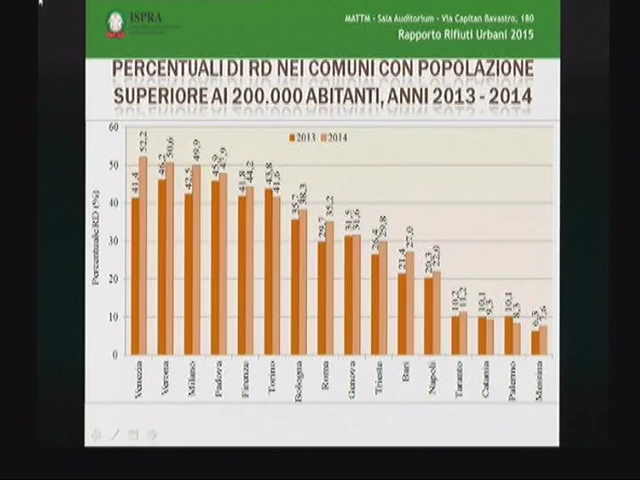 ISPRA
MATTM - Sala Auditorium - Via Capitan Bavastro, 180
Rapporto Rifiuti Urbani 2015
PERCENTUALI DI RD NEI COMUNI CON POPOLAZIONE
SUPERIORE AI 200.000 ABITANTI, ANNI 2013 - 2014
2013 2014
Percentuale RD (%)
60
50
40
30
20
10
0
41,4 52,2
46,2 50,6
42,5 49,9
45,9 47,9
41,8 44,2
43,8 41,6
35,7 38,3
29,7 35,2
31,5 31,6
26,4 29,8
21,4 27,0
20,3 22,0
10,2 11,2
10,1 9,3
10,1 8,3
6,3 7,6
Venezia
Verona
Milano
Padova
Firenze
Torino
Bologna
Roma
Genova
Trieste
Bari
Napoli
Taranto
Catania
Palermo
Messina